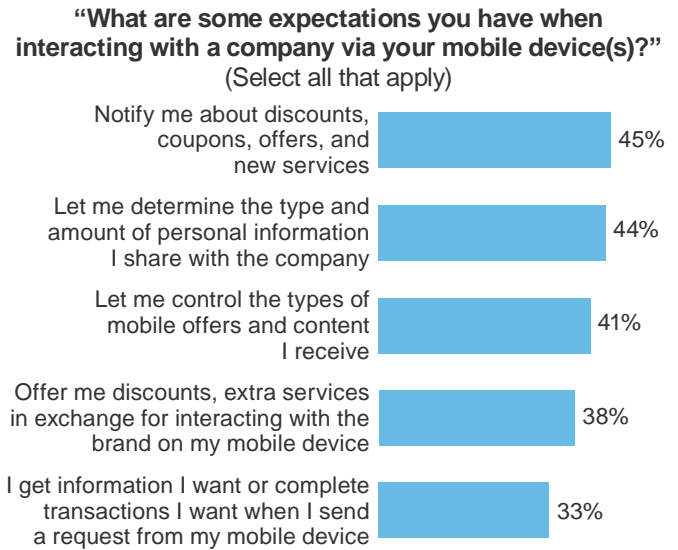 “What are some expectations you have when
interacting with a company via your mobile device(s)?”
(Select all that apply)
Notify me about discounts,
coupons, offers, and
new services
45%
Let me determine the type and
amount of personal information
I share with the company
44%
Let me control the types of
mobile offers and content
I receive
41%
Offer me discounts, extra services
in exchange for interacting with the
brand on my mobile device
38%
I get information I want or complete
transactions I want when I send
a request from my mobile device
33%